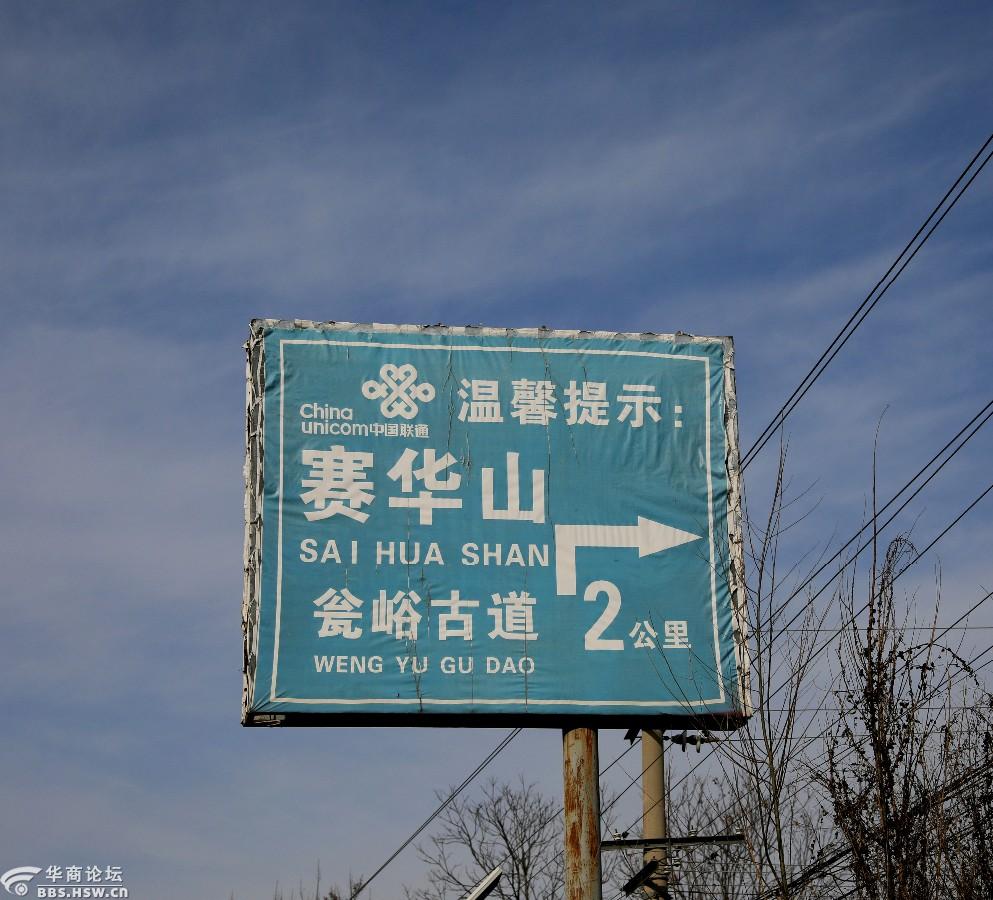 China
unicom中国联通
温馨提示：
赛华山
SAI HUA SHAN
瓮峪古道
WENG YU GU DAO
2公里
华商论坛
BBS.HSW.CN